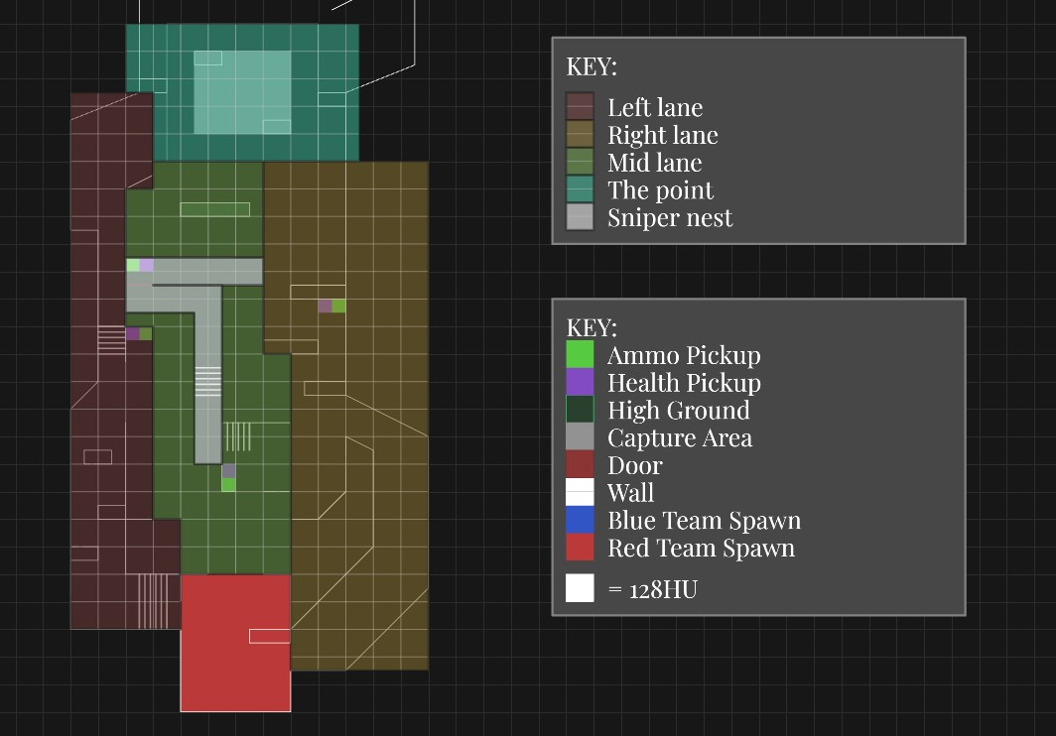 KEY:
Left lane
Right lane
Mid lane
The point
Sniper nest
KEY:
Ammo Pickup
Health Pickup
High Ground
Capture Area
Door
Wall
Blue Team Spawn
Red Team Spawn
= 128HU